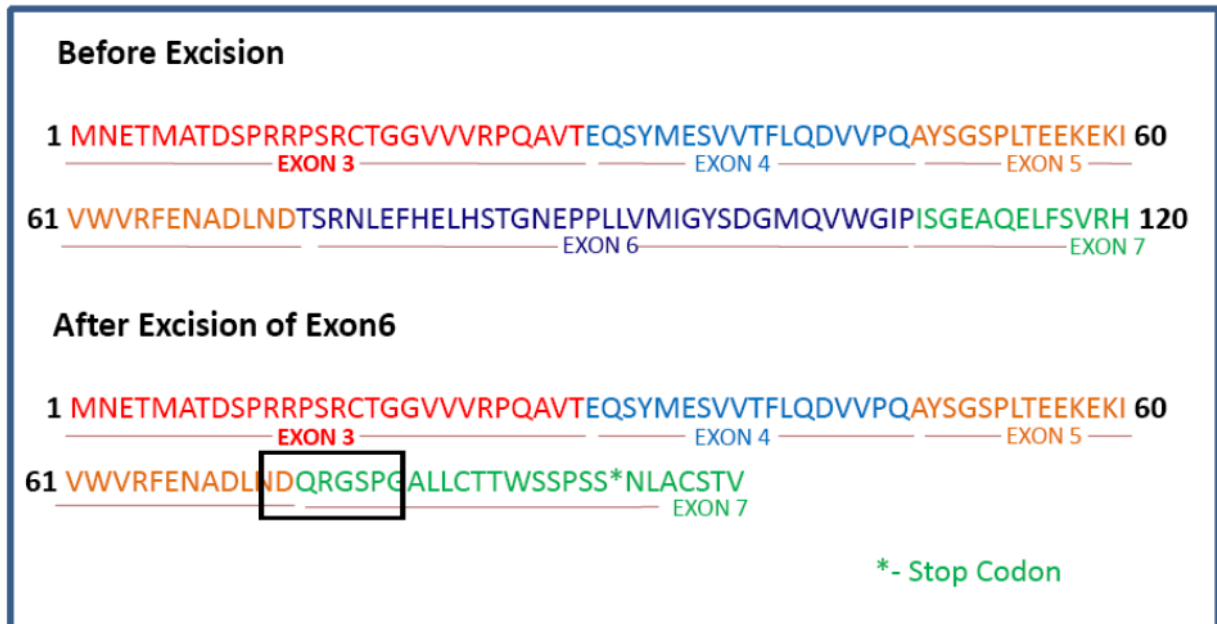 Before Excision
1 MNETMATDSPRRPSRCTGGVVVRPQAVTEQSYMESVVTFLQDVVPQAYSGSPLTEEKEKI 60
EXON 3 EXON 4 EXON 5
61 VWVRFENADLNDTSRNLEFHELHSTGNEPPLLVMIGYSDGMQVWGIPISGEAQELFSVRH 120
EXON 6 EXON 7
After Excision of Exon6
1 MNETMATDSPRRPSRCTGGVVVRPQAVTEQSYMESVVTFLQDVVPQAYSGSPLTEEKEKI 60
EXON 3 EXON 4 EXON 5
61 VWVRFENADLNDQRGSPGALLCTTWSSPSS*NLACSTV
EXON 7
*- Stop Codon